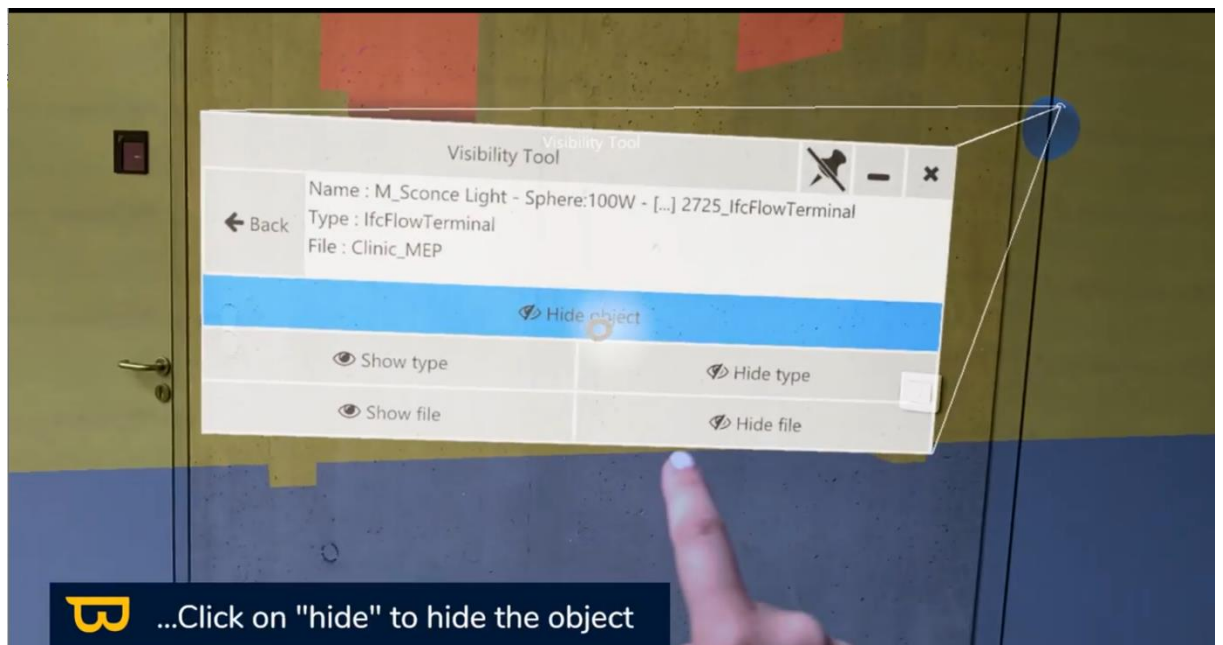 Visibility Tool
Visibility Tool
Back
Name : M_Sconce Light - Sphere:100W - [...] 2725_IfcFlowTerminal
Type : IfcFlowTerminal
File : Clinic_MEP
Hide object
Show type
Hide type
Show file
Hide file
...Click on "hide" to hide the object